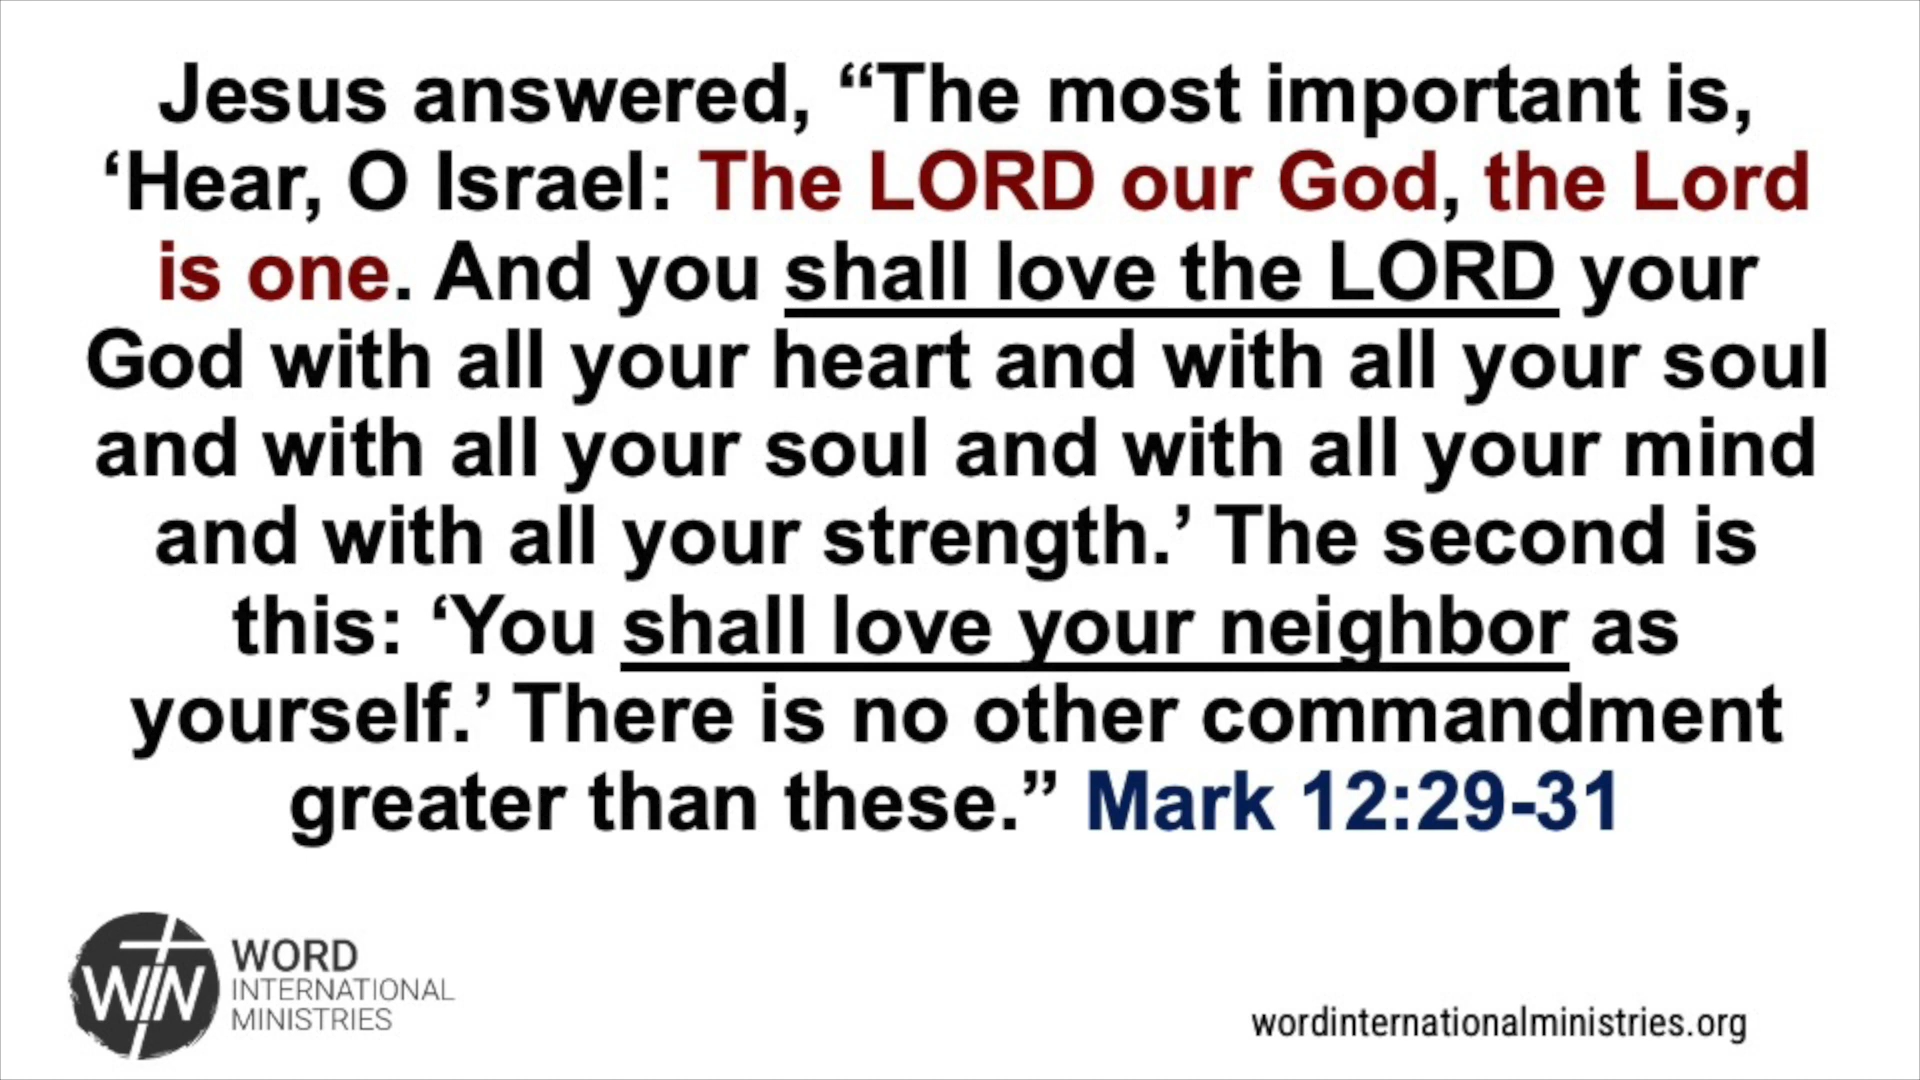 Jesus answered, “The most important is,
‘Hear, O Israel: The LORD our God, the Lord
is one. And you shall love the LORD your
God with all your heart and with all your soul
and with all your soul and with all your mind
and with all your strength.’ The second is
this: ‘You shall love your neighbor as
yourself.’ There is no other commandment
greater than these.” Mark 12:29-31
WIN
WORD
INTERNATIONAL
MINISTRIES
wordinternationalministries.org